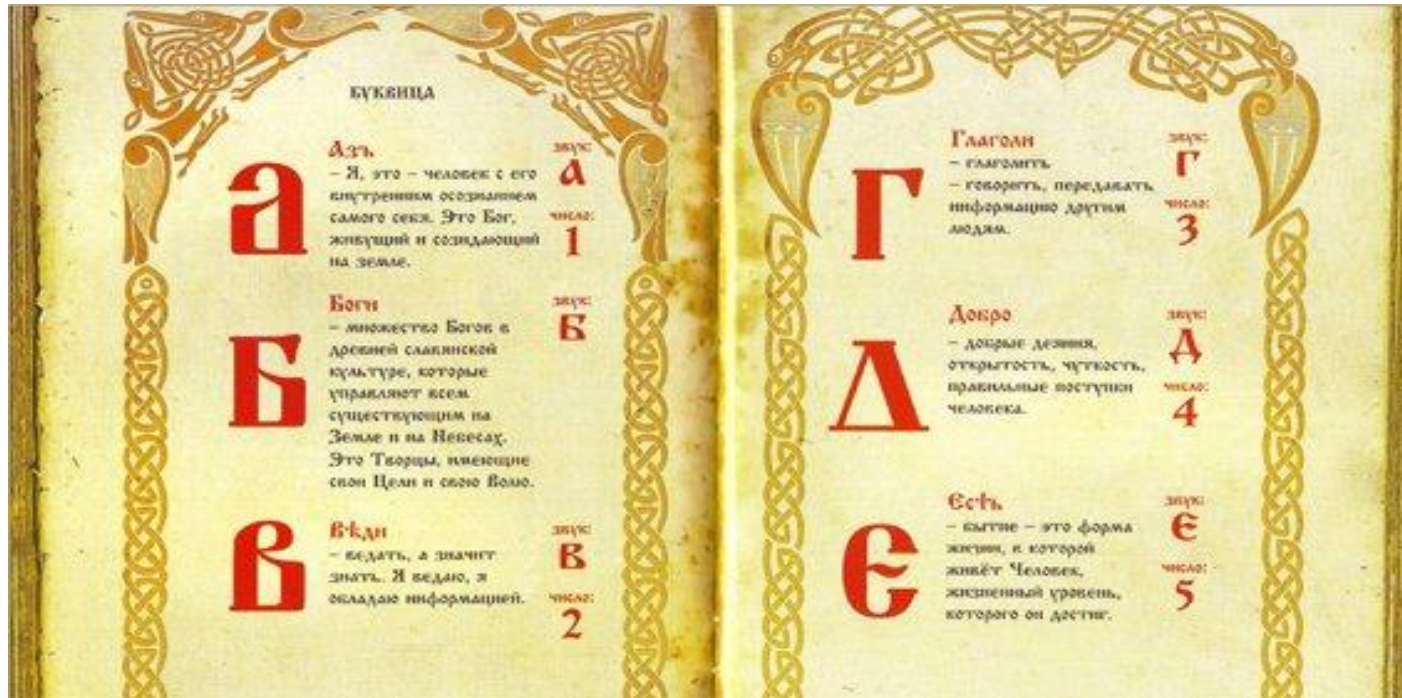 БУКВИЦА
Азъ
– Я, это – человек с его
внутренним осознанием
самого себя. Это Бог,
живущий и созидающий
на земле.
а
звук:
А
число:
1
Боги
– множество Богов в
древней славянской
культуре, которые
управляют всем
существующим на
Земле и на Небесах.
Это Творцы, имеющие
свои Цели и свою Волю.
Б
звук:
Б
Вѣди
– ведать, а значит
знать. Я ведаю, я
обладаю информацией.
В
звук:
В
число:
2
Глаголи
– глаголить
– говорить, передавать
информацию другим
людям.
Г
звук:
Г
число:
3
Добро
– добрые деяния,
открытость, чуткость,
правильные поступки
человека.
Д
звук:
Д
число:
4
Єсть
– бытие – это форма
жизни, в которой
живёт Человек,
жизненный уровень,
которого он достиг.
Є
звук:
Є
число:
5